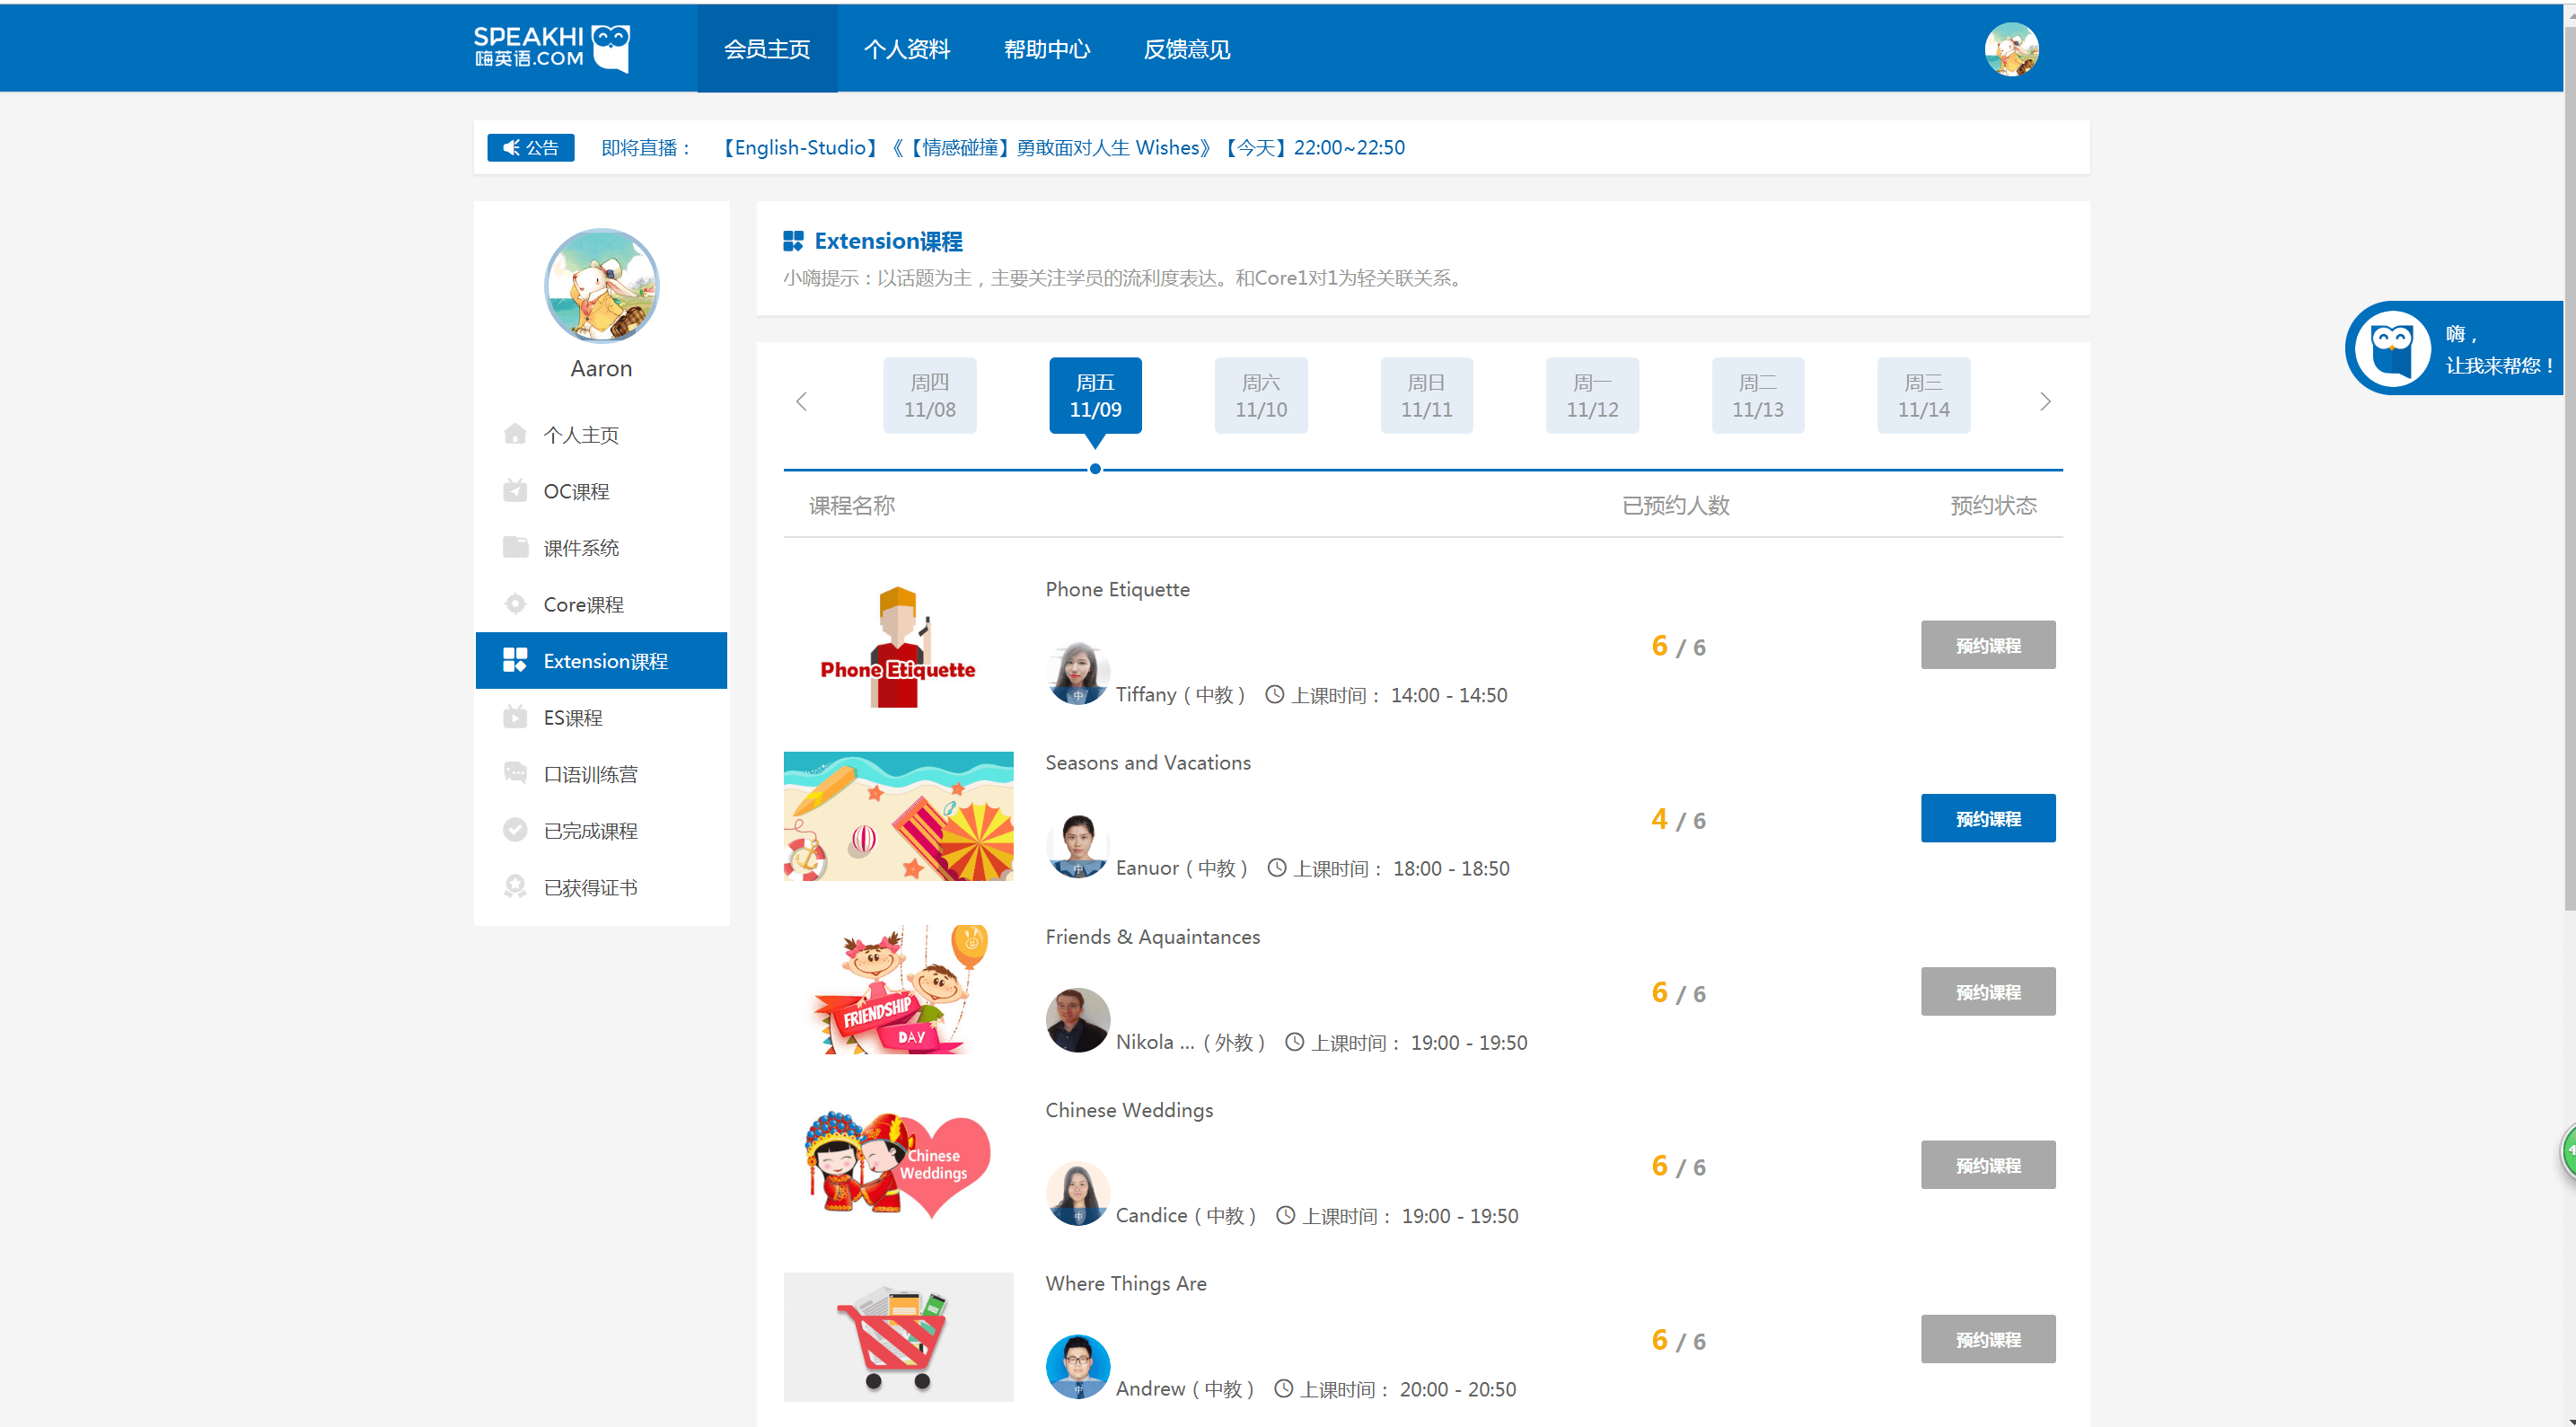 SPEAKHI
嗨英语.COM
会员主页
个人资料
帮助中心
反馈意见
公告
即将直播： 【English-Studio】《【情感碰撞】勇敢面对人生 Wishes》【今天】22:00~22:50
Aaron
个人主页
OC课程
课件系统
Core课程
Extension课程
ES课程
口语训练营
已完成课程
已获得证书
Extension课程
小嗨提示：以话题为主，主要关注学员的流利度表达。和Core1对1为轻关联关系。
嗨，
让我来帮您！
周四
11/08
周五
11/09
周六
11/10
周日
11/11
周一
11/12
周二
11/13
周三
11/14
课程名称 已预约人数 预约状态
Phone Etiquette
Phone Etiquette
中
Tiffany（中教） 上课时间： 14:00 - 14:50
6 / 6
预约课程
Seasons and Vacations
中
Eanuor（中教） 上课时间： 18:00 - 18:50
4 / 6
预约课程
FRIENDSHIP
DAY
Friends & Aquaintances
Nikola ...（外教） 上课时间： 19:00 - 19:50
6 / 6
预约课程
Chinese
Weddings
Chinese Weddings
中
Candice（中教） 上课时间： 19:00 - 19:50
6 / 6
预约课程
Where Things Are
中
Andrew（中教） 上课时间： 20:00 - 20:50
6 / 6
预约课程